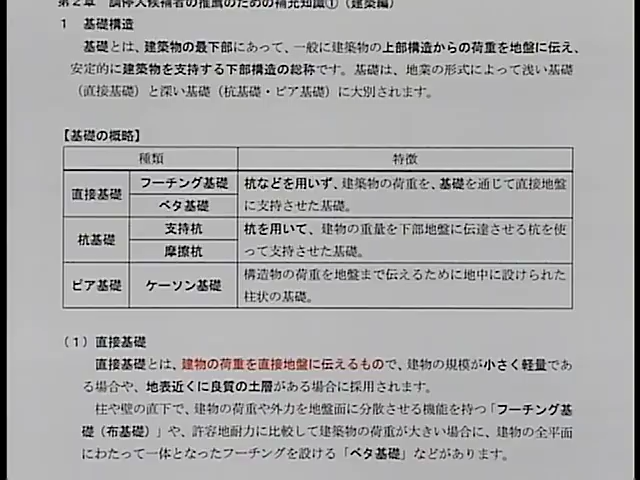 第2章 調停人候補者の推薦のための補充知識①（建築編）
1 基礎構造
基礎とは、建築物の最下部にあって、一般に建築物の上部構造からの荷重を地盤に伝え、
安定的に建築物を支持する下部構造の総称です。基礎は、地業の形式によって浅い基礎
（直接基礎）と深い基礎（杭基礎・ピア基礎）に大別されます。
【基礎の概略】
種類 特徴
直接基礎 フーチング基礎 杭などを用いず、建築物の荷重を、基礎を通じて直接地盤
ベタ基礎 に支持させた基礎。
杭基礎 支持杭 杭を用いて、建物の重量を下部地盤に伝達させる杭を使
摩擦杭 って支持させた基礎。
ピア基礎 ケーソン基礎 構造物の荷重を地盤まで伝えるために地中に設けられた
柱状の基礎。
（1）直接基礎
直接基礎とは、建物の荷重を直接地盤に伝えるもので、建物の規模が小さく軽量であ
る場合や、地表近くに良質の土層がある場合に採用されます。
柱や壁の直下で、建物の荷重や外力を地盤面に分散させる機能を持つ「フーチング基
礎（布基礎）」や、許容地耐力に比較して建築物の荷重が大きい場合に、建物の全平面
にわたって一体となったフーチングを設ける「ベタ基礎」などがあります。